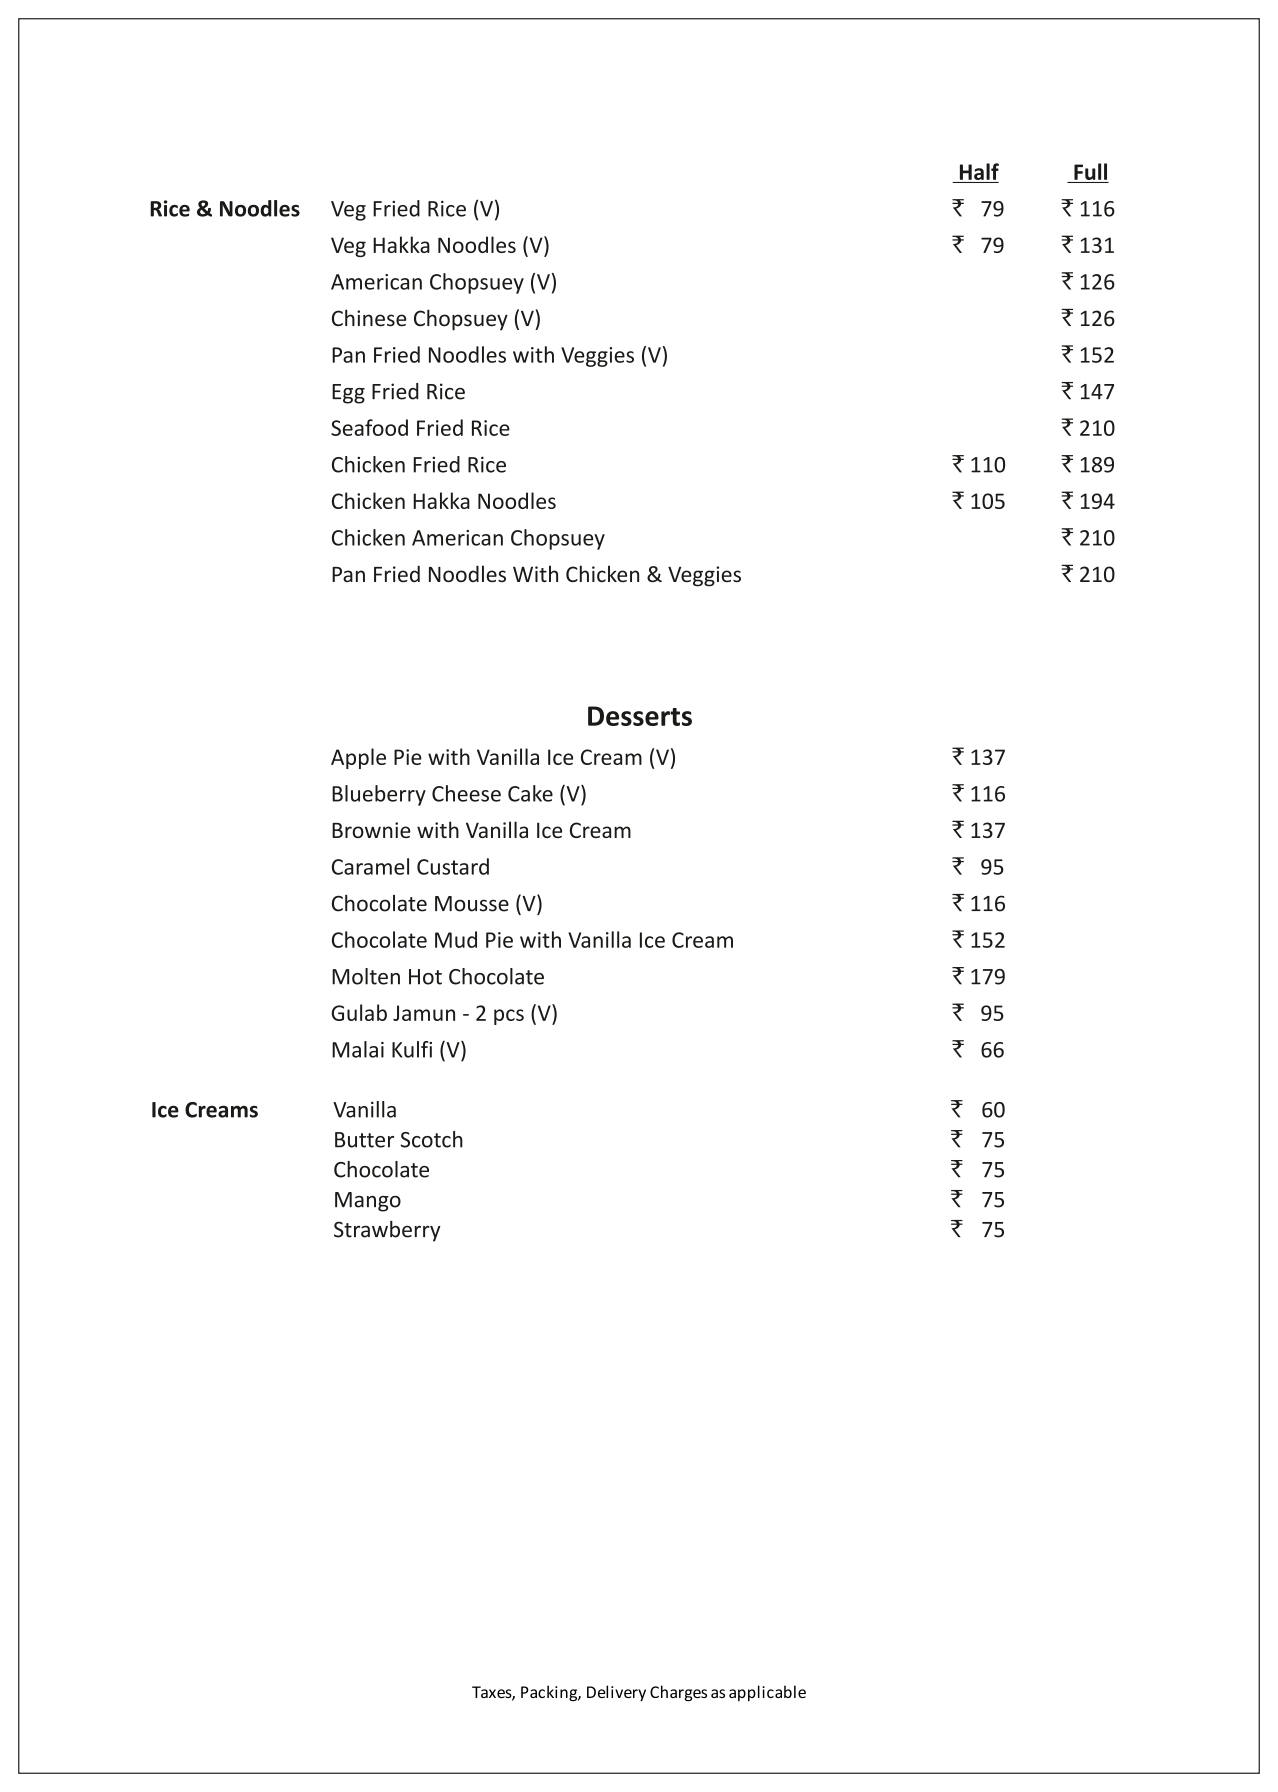 Half Full
Rice & Noodles Veg Fried Rice (V) ₹ 79 ₹ 116
Veg Hakka Noodles (V) ₹ 79 ₹ 131
American Chopsuey (V) ₹ 126
Chinese Chopsuey (V) ₹ 126
Pan Fried Noodles with Veggies (V) ₹ 152
Egg Fried Rice ₹ 147
Seafood Fried Rice ₹ 210
Chicken Fried Rice ₹ 110 ₹ 189
Chicken Hakka Noodles ₹ 105 ₹ 194
Chicken American Chopsuey ₹ 210
Pan Fried Noodles With Chicken & Veggies ₹ 210
Desserts
Apple Pie with Vanilla Ice Cream (V) ₹ 137
Blueberry Cheese Cake (V) ₹ 116
Brownie with Vanilla Ice Cream ₹ 137
Caramel Custard ₹ 95
Chocolate Mousse (V) ₹ 116
Chocolate Mud Pie with Vanilla Ice Cream ₹ 152
Molten Hot Chocolate ₹ 179
Gulab Jamun - 2 pcs (V) ₹ 95
Malai Kulfi (V) ₹ 66
Ice Creams Vanilla ₹ 60
Butter Scotch ₹ 75
Chocolate ₹ 75
Mango ₹ 75
Strawberry ₹ 75
Taxes, Packing, Delivery Charges as applicable